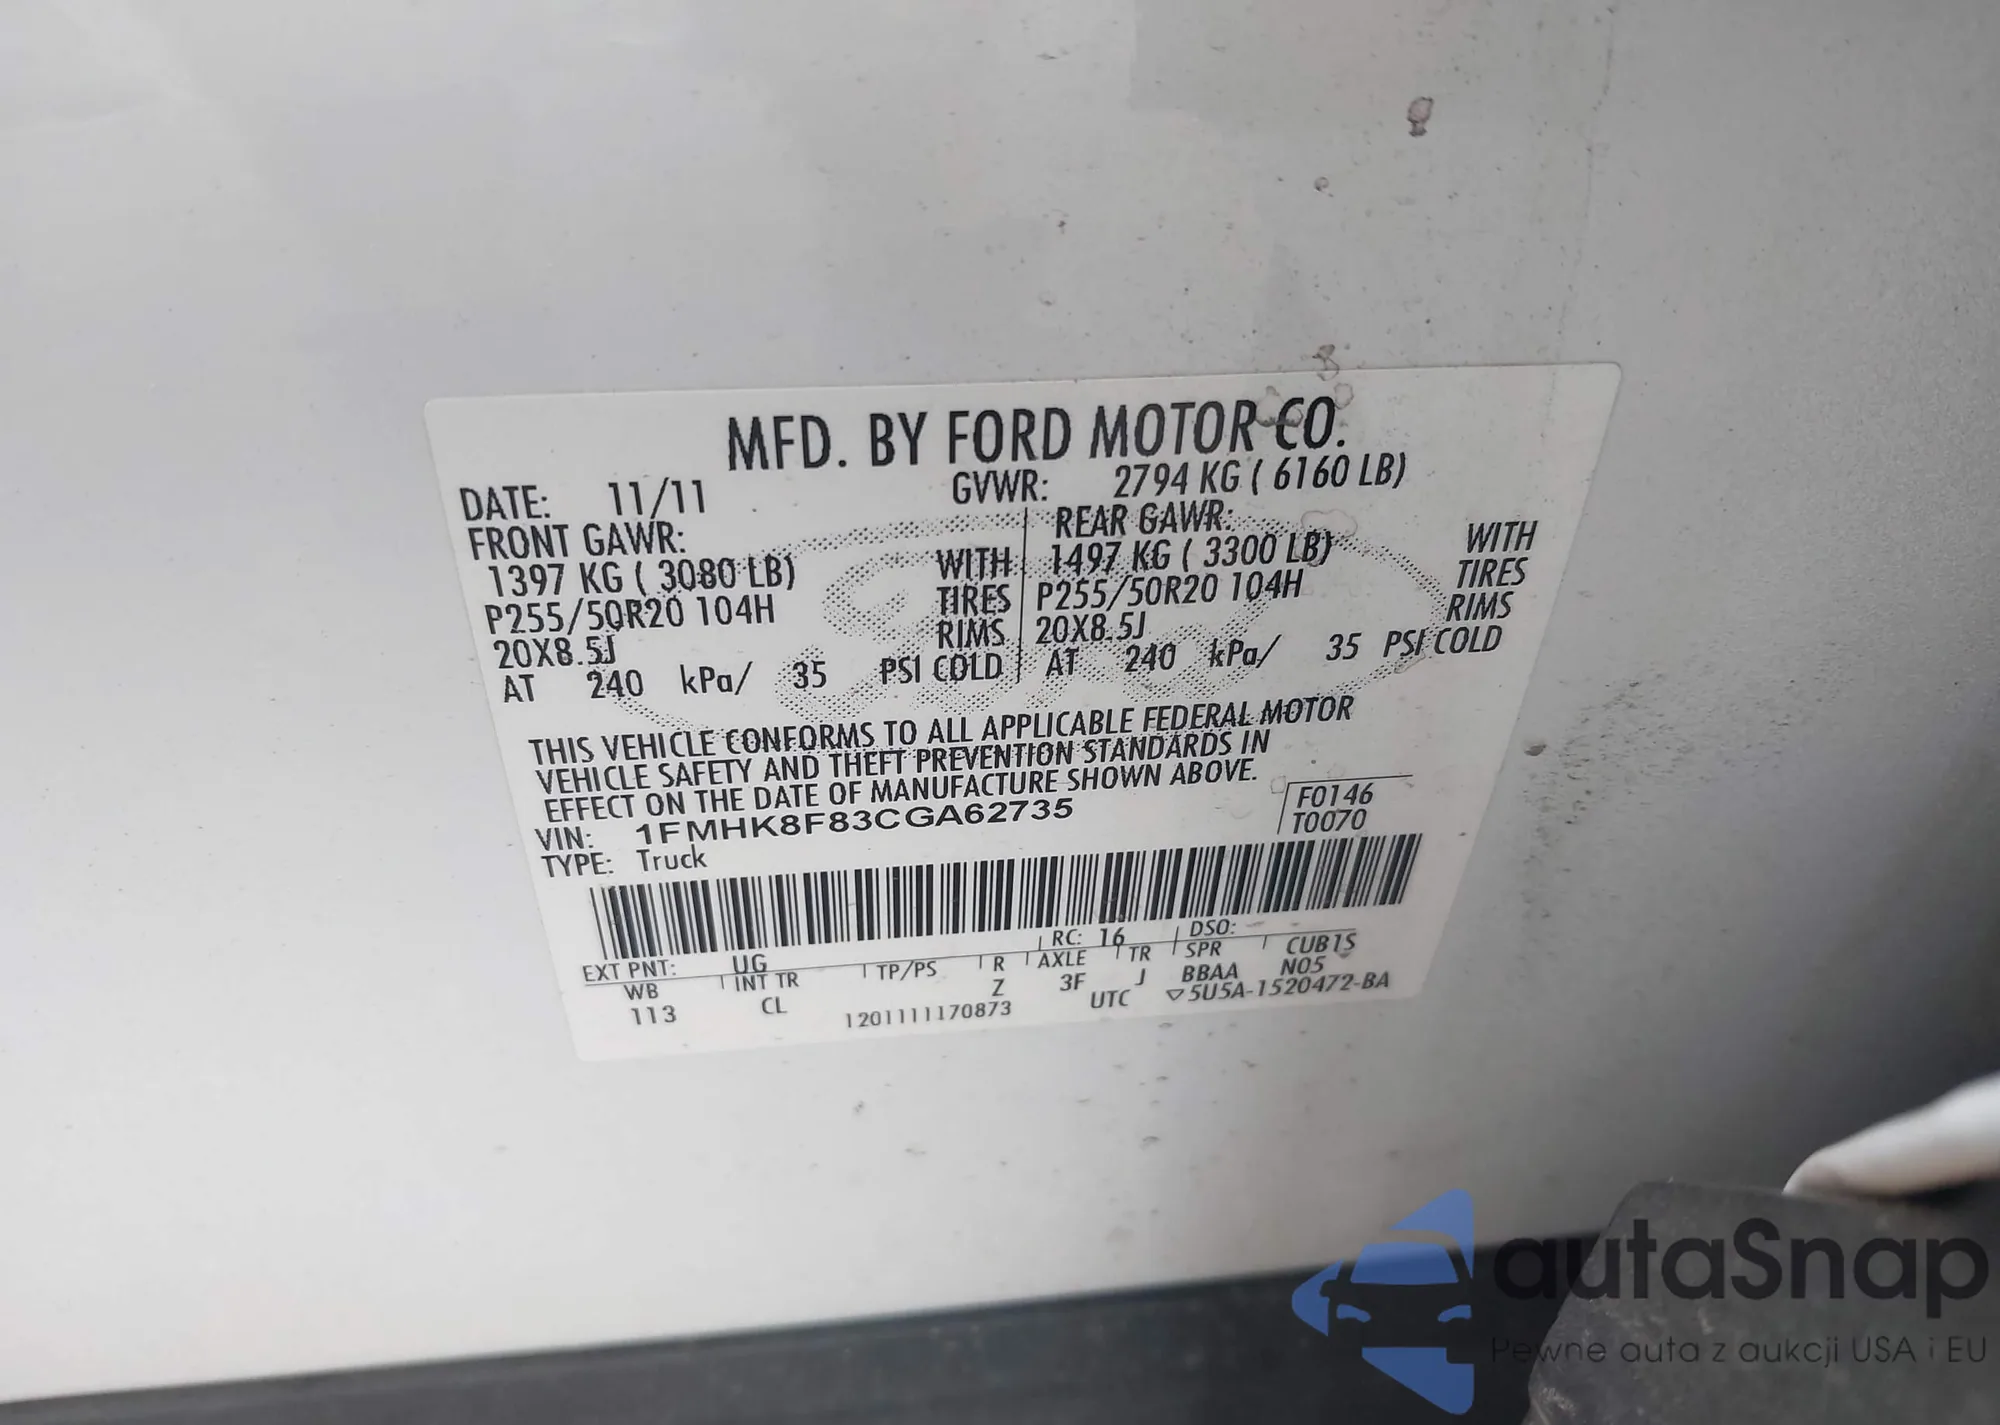 MFD. BY FORD MOTOR CO.
DATE: 11/11 GVWR: 2794 KG ( 6160 LB)
FRONT GAWR: REAR GAWR:
1397 KG ( 3080 LB) WITH 1497 KG ( 3300 LB) WITH
P255/50R20 104H TIRES P255/50R20 104H TIRES
20X8.5J RIMS 20X8.5J RIMS
AT 240 kPa/ 35 PSI COLD AT 240 kPa/ 35 PSI COLD
THIS VEHICLE CONFORMS TO ALL APPLICABLE FEDERAL MOTOR
VEHICLE SAFETY AND THEFT PREVENTION STANDARDS IN
EFFECT ON THE DATE OF MANUFACTURE SHOWN ABOVE.
VIN: 1FMHK8F83CGA62735 F0146
TYPE: Truck T0070
EXT PNT: UG RC: 16 DSO:
WB INT TR TP/PS R AXLE TR SPR CUB1S
113 CL Z 3F J BBAA N05
1201111170873 UTC ▽5U5A-1520472-BA
autaSnap
Pewne auta z aukcji USA i EU